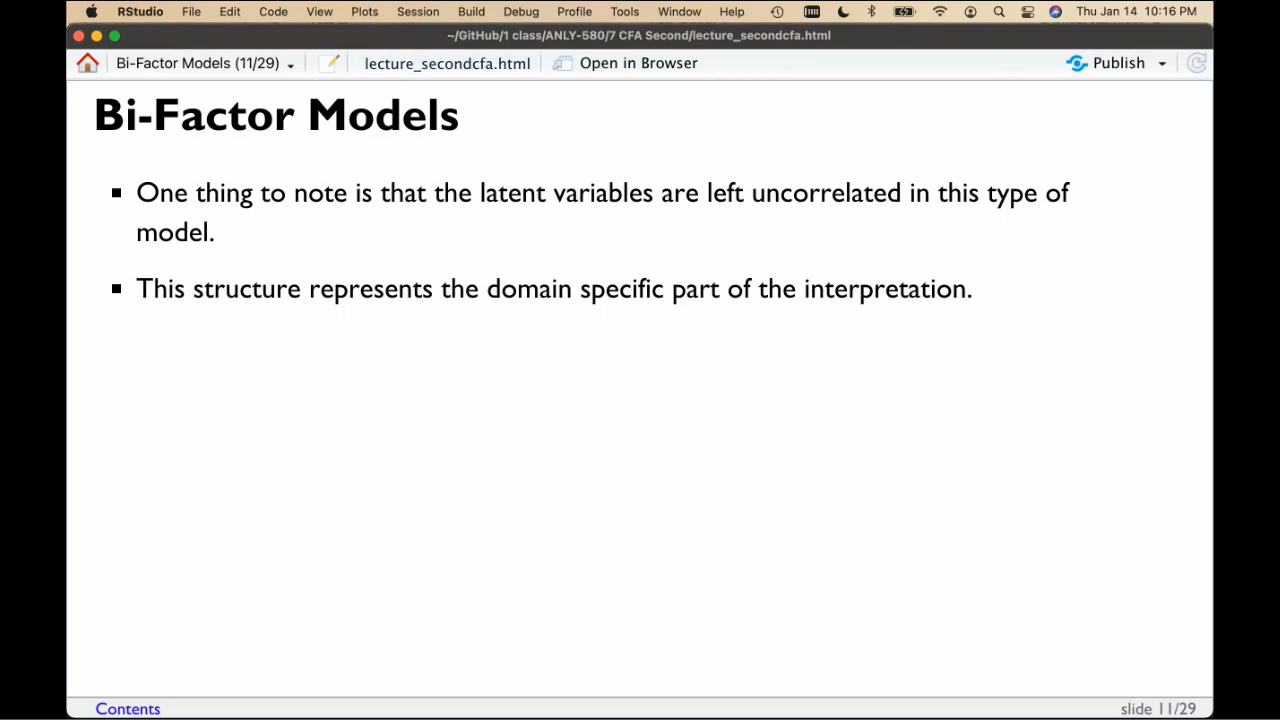 RStudio File Edit Code View Plots Session Build Debug Profile Tools Window Help Thu Jan 14 10:16 PM
~/GitHub/1 class/ANLY-580/7 CFA Second/lecture_secondcfa.html
Bi-Factor Models (11/29) lecture_secondcfa.html Open in Browser Publish
Bi-Factor Models
One thing to note is that the latent variables are left uncorrelated in this type of
model.
This structure represents the domain specific part of the interpretation.
Contents slide 11/29